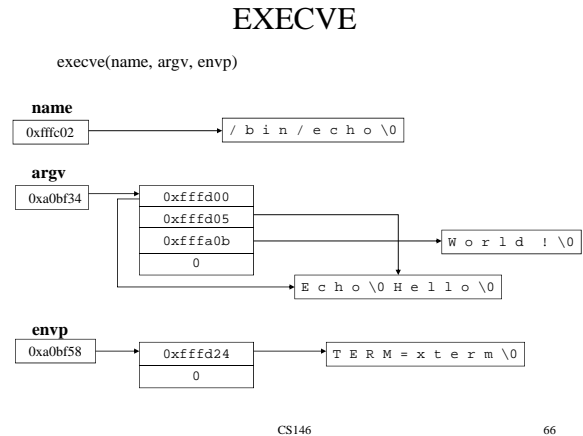 EXECVE
execve(name, argv, envp)
name
0xfffc02
/ b i n / e c h o \0
argv
0xa0bf34
0xfffd00
0xfffd05
0xfffa0b
0
W o r l d ! \0
E c h o \0 H e l l o \0
envp
0xa0bf58
0xfffd24
0
T E R M = x t e r m \0
CS146
66